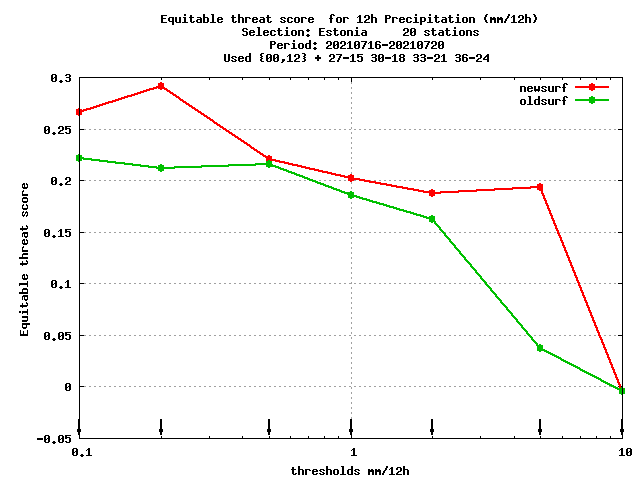 Equitable threat score  for 12h Precipitation (mm/12h)
Selection: Estonia     20 stations
Period: 20210716-20210720
Used {00,12} + 27-15 30-18 33-21 36-24
newsurf
oldsurf
0.3
0.25
0.2
0.15
0.1
0.05
0
-0.05
Equitable threat score
0.1
1
10
thresholds mm/12h